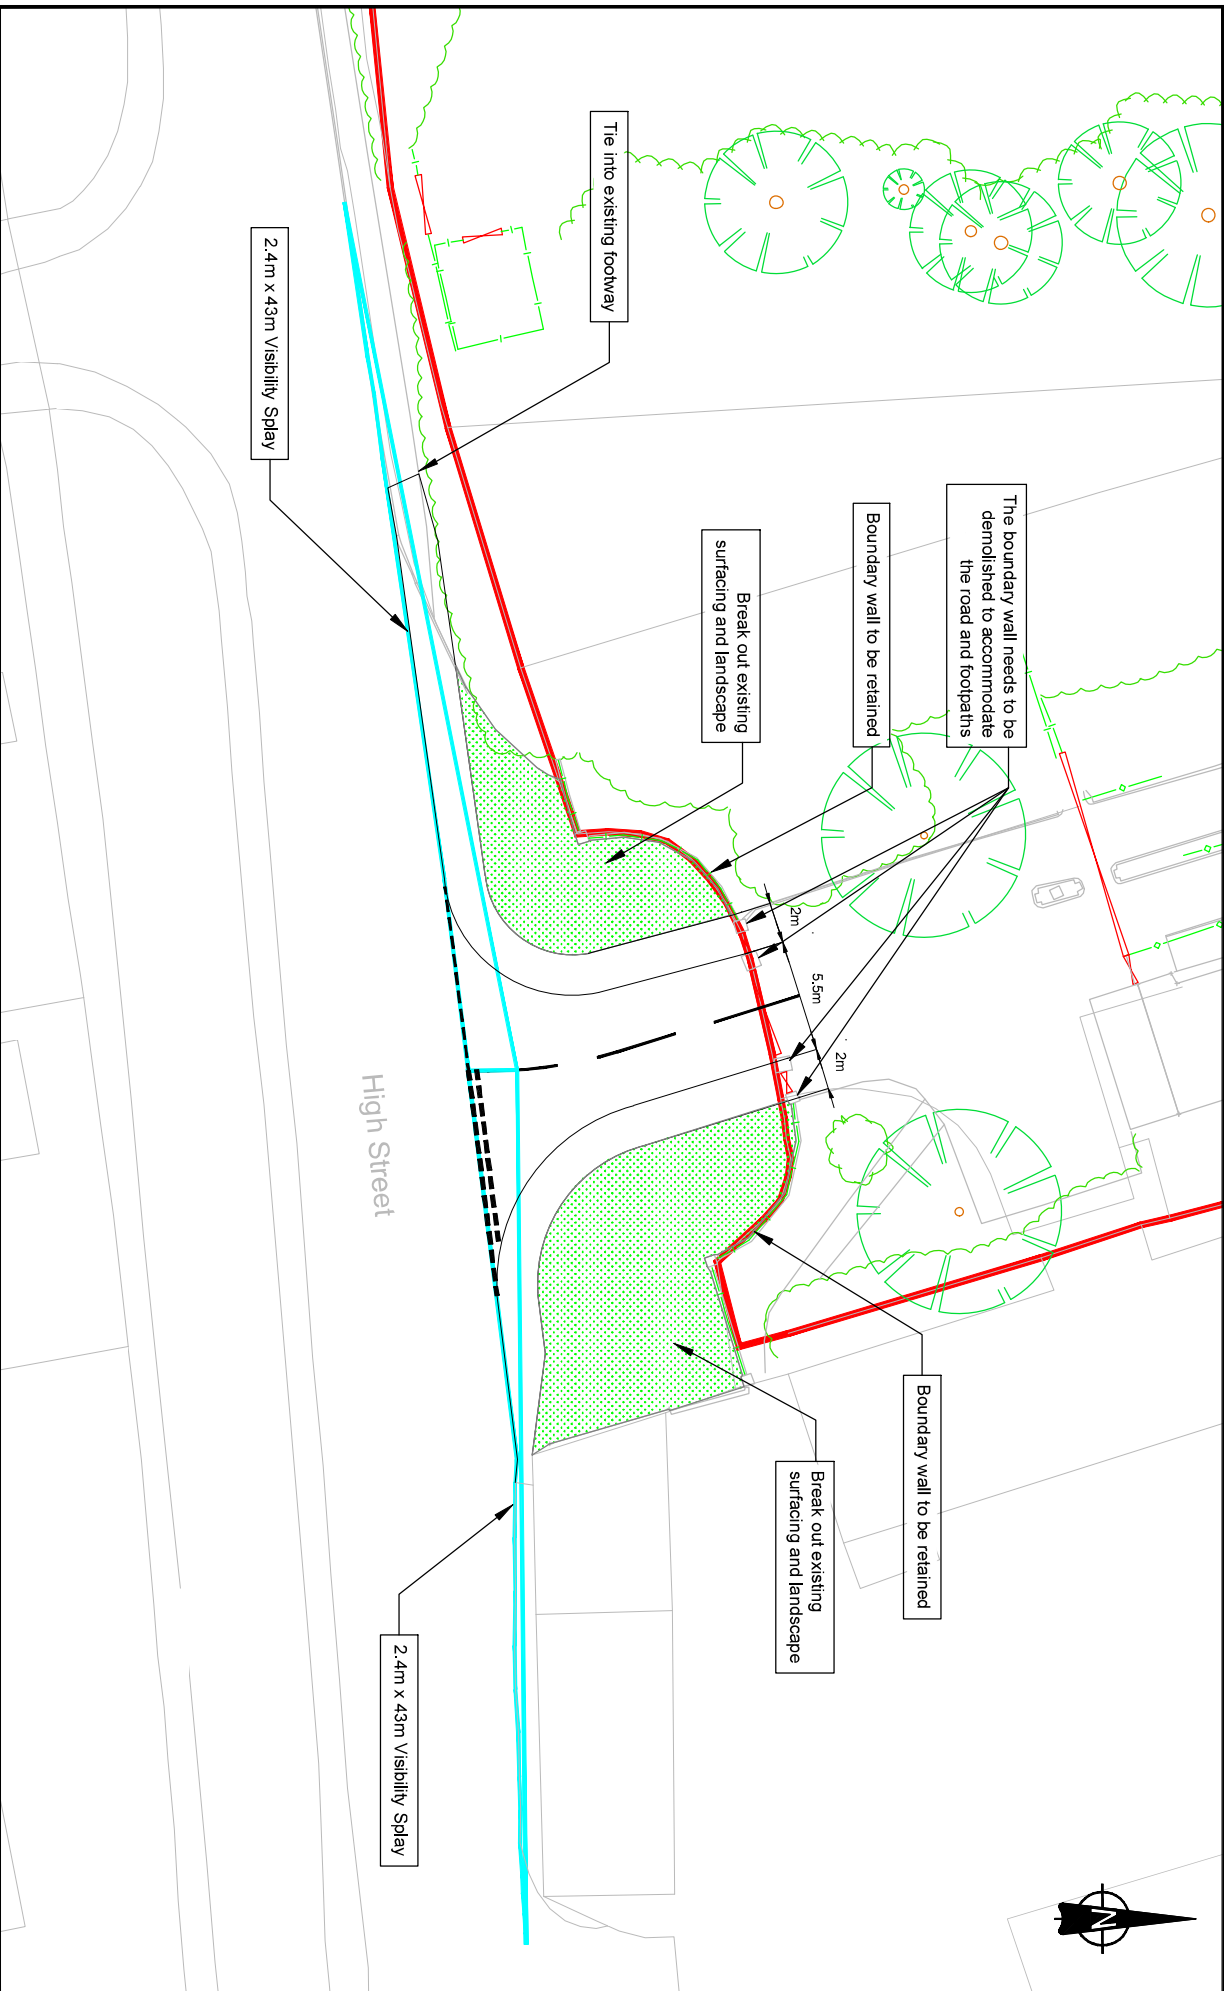 The boundary wall needs to be
demolished to accommodate
the road and footpaths
Boundary wall to be retained
Break out existing
surfacing and landscape
Tie into existing footway
2.4m x 43m Visibility Splay
2m
5.5m
2m
High Street
Boundary wall to be retained
Break out existing
surfacing and landscape
2.4m x 43m Visibility Splay
N